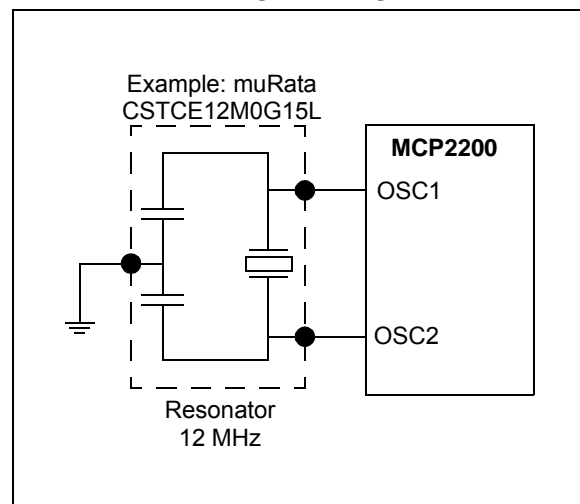 Example: muRata
CSTCE12M0G15L
MCP2200
OSC1
OSC2
Resonator
12 MHz